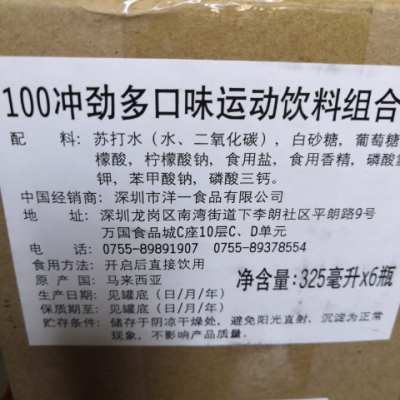 100冲劲多口味运动饮料组合
配 料: 苏打水（水、二氧化碳），白砂糖，葡萄糖
檬酸，柠檬酸钠，食用盐，食用香精，磷酸氢
钾，苯甲酸钠，磷酸三钙。
中国经销商: 深圳市洋一食品有限公司
地 址: 深圳龙岗区南湾街道下李朗社区平朗路9号
万国食品城C座10层C、D单元
电 话: 0755-89891907 0755-89378554
食用方法: 开启后直接饮用
原 产 国: 马来西亚
净含量:325毫升x6瓶
生产日期: 见罐底（日/月/年）
保质期至: 见罐底（日/月/年）
贮存条件: 储存于阴凉干燥处，避免阳光直射，沉淀为正常
现象，不影响产品质量。